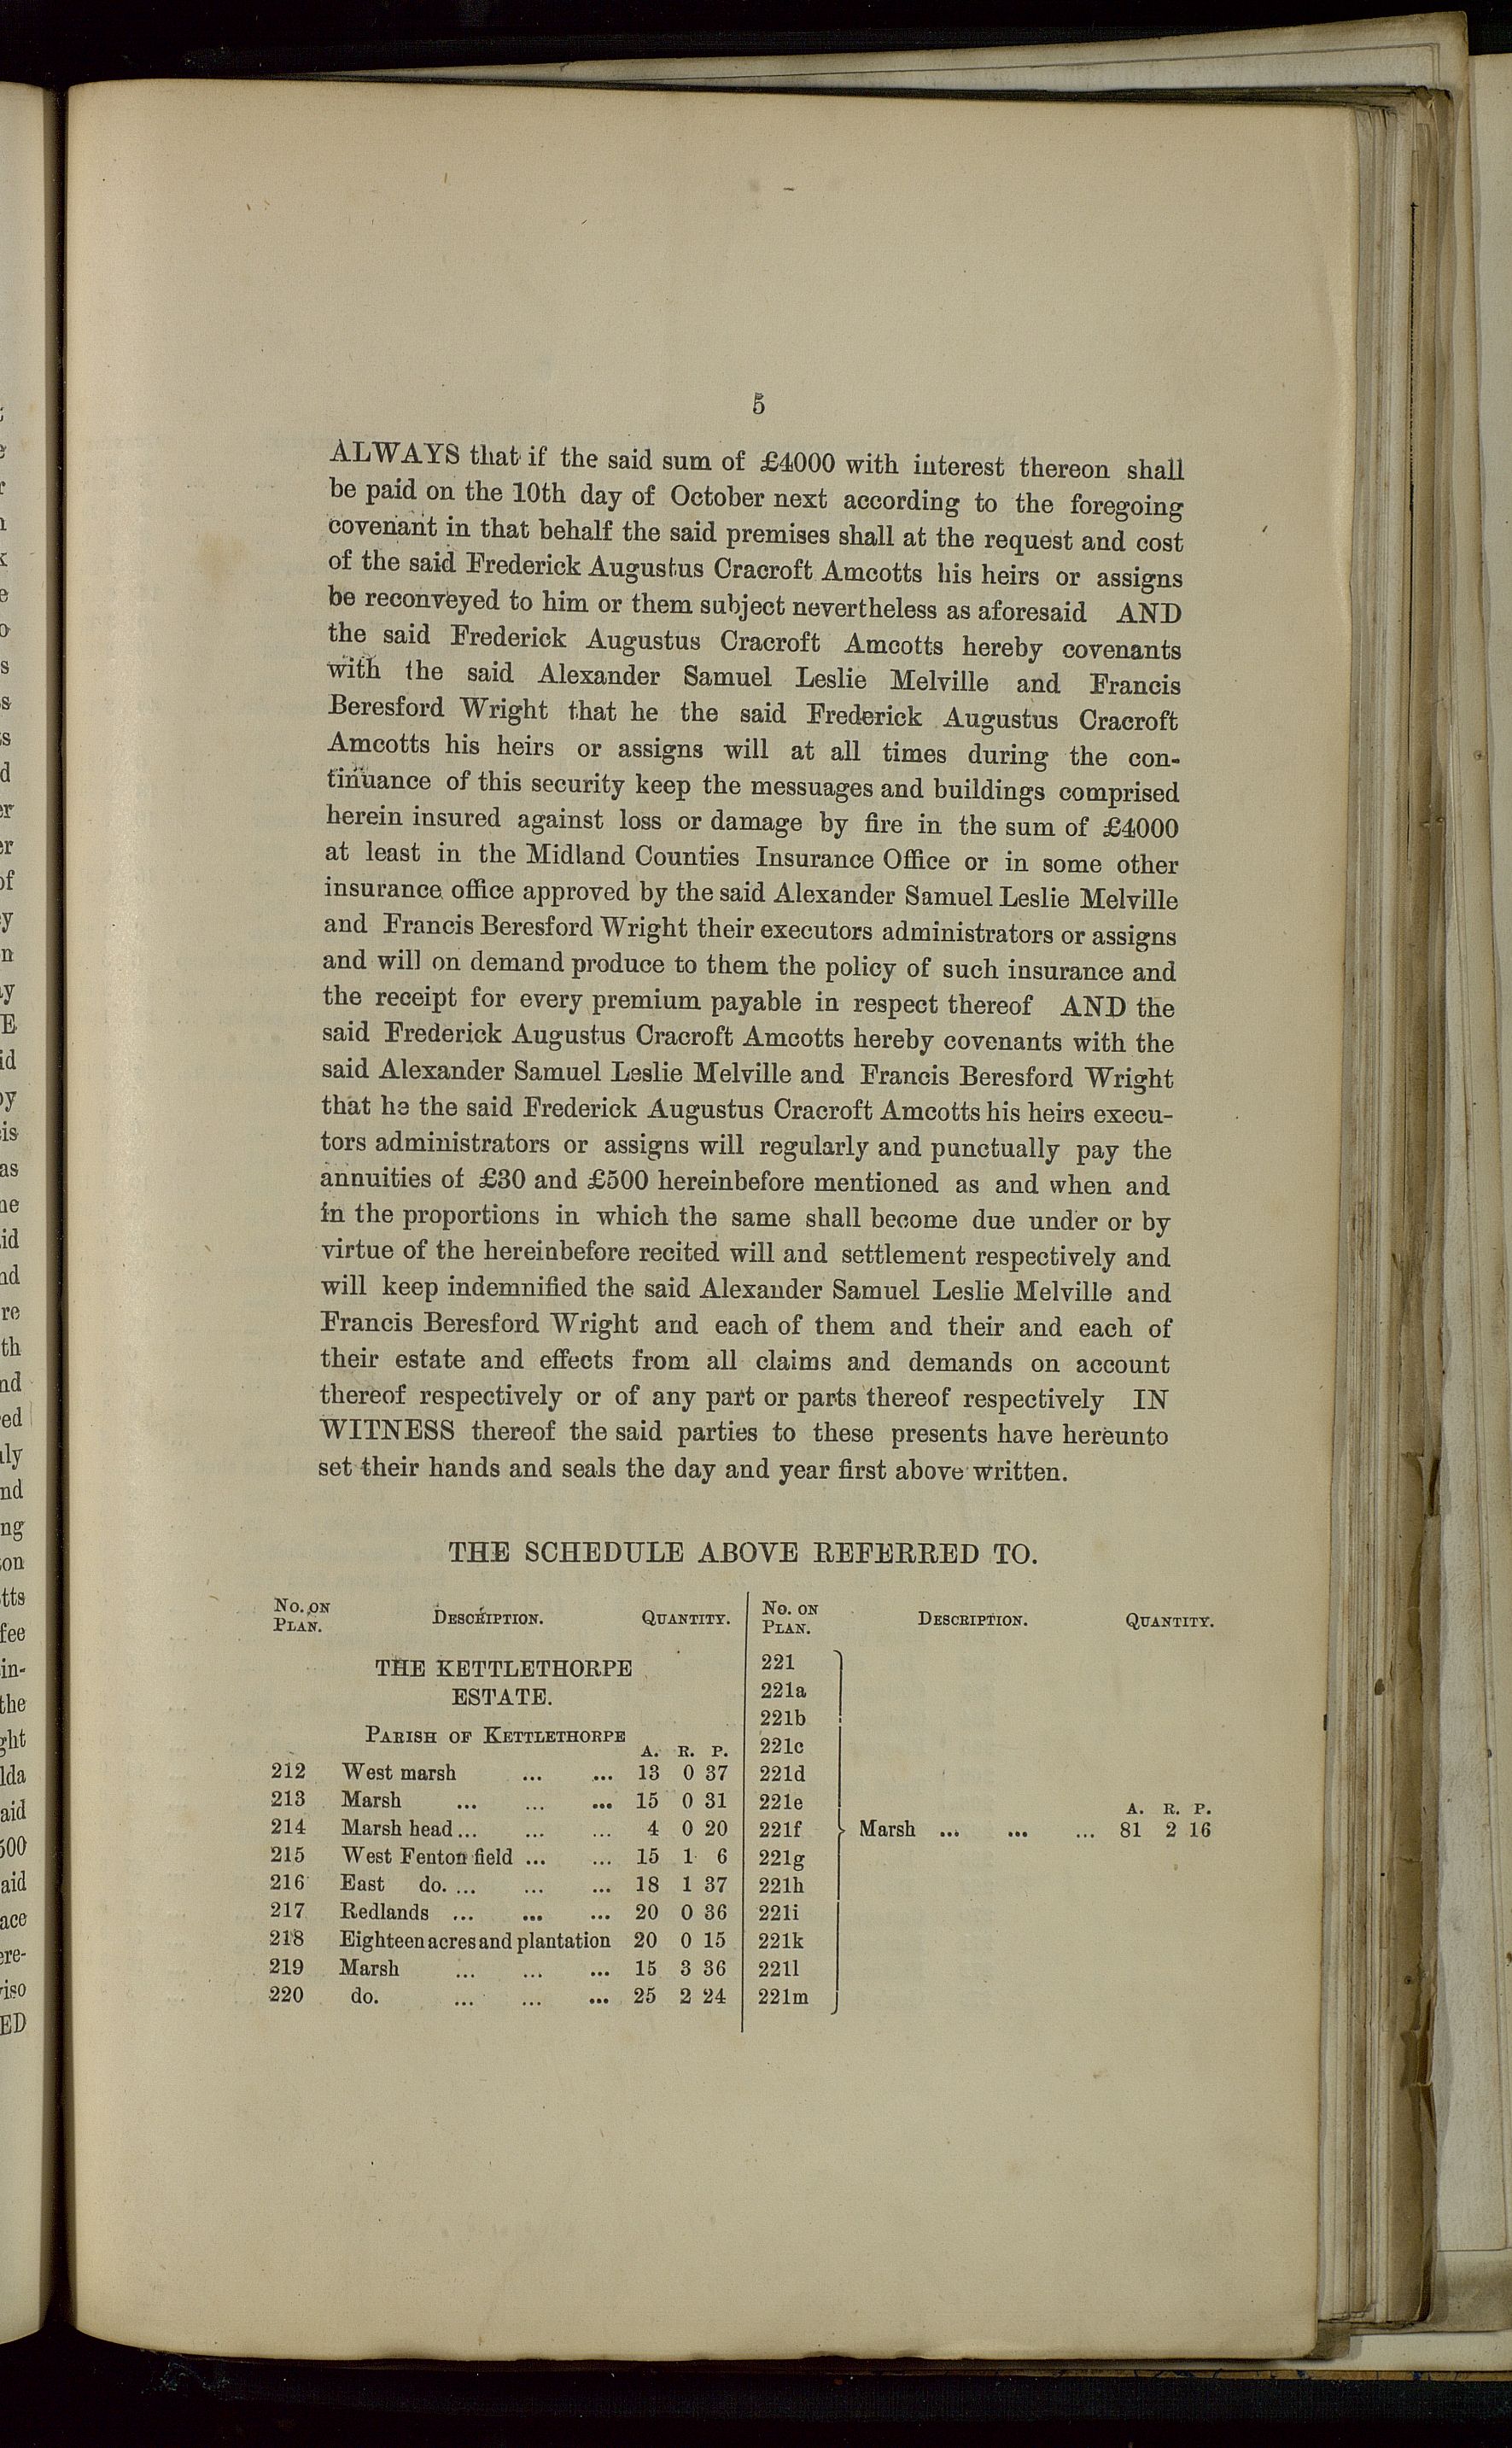 5
ALWAYS that if the said sum of £4000 with interest thereon shall
be paid on the 10th day of October next according to the foregoing
covenant in that behalf the said premises shall at the request and cost
of the said Frederick Augustus Cracroft Amcotts his heirs or assigns
be reconveyed to him or them subject nevertheless as aforesaid AND
the said Frederick Augustus Cracroft Amcotts hereby covenants
with the said Alexander Samuel Leslie Melville and Francis
Beresford Wright that he the said Frederick Augustus Cracroft
Amcotts his heirs or assigns will at all times during the con-
tinuance of this security keep the messuages and buildings comprised
herein insured against loss or damage by fire in the sum of £4000
at least in the Midland Counties Insurance Office or in some other
insurance office approved by the said Alexander Samuel Leslie Melville
and Francis Beresford Wright their executors administrators or assigns
and will on demand produce to them the policy of such insurance and
the receipt for every premium payable in respect thereof AND the
said Frederick Augustus Cracroft Amcotts hereby covenants with the
said Alexander Samuel Leslie Melville and Francis Beresford Wright
that he the said Frederick Augustus Cracroft Amcotts his heirs execu-
tors administrators or assigns will regularly and punctually pay the
annuities of £30 and £500 hereinbefore mentioned as and when and
in the proportions in which the same shall become due under or by
virtue of the hereinbefore recited will and settlement respectively and
will keep indemnified the said Alexander Samuel Leslie Melville and
Francis Beresford Wright and each of them and their and each of
their estate and effects from all claims and demands on account
thereof respectively or of any part or parts thereof respectively IN
WITNESS thereof the said parties to these presents have hereunto
set their hands and seals the day and year first above written.
THE SCHEDULE ABOVE REFERRED TO.
No. on Plan. Description. Quantity.
THE KETTLETHORPE
ESTATE.
Parish of Kettlethorpe
A. R. P.
212 West marsh ... ... 13 0 37
213 Marsh ... ... ... 15 0 31
214 Marsh head ... ... ... 4 0 20
215 West Fenton field ... ... 15 1 6
216 East do. ... ... ... 18 1 37
217 Redlands ... ... ... 20 0 36
218 Eighteen acres and plantation 20 0 15
219 Marsh ... ... ... 15 3 36
220 do. ... ... ... 25 2 24
No. on Plan. Description. Quantity.
221
221a
221b
221c
221d
221e
A. R. P.
221f Marsh ... ... ... 81 2 16
221g
221h
221i
221k
221l
221m